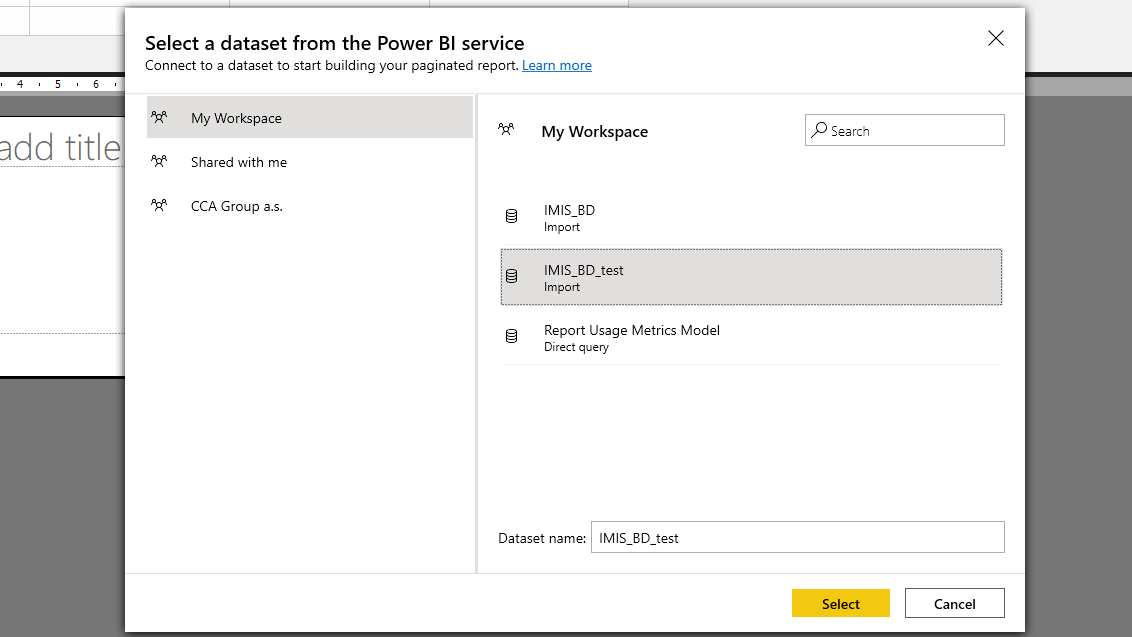 Select a dataset from the Power BI service
Connect to a dataset to start building your paginated report. Learn more
4 5 6
add title
My Workspace
Shared with me
CCA Group a.s.
My Workspace
Search
IMIS_BD
Import
IMIS_BD_test
Import
Report Usage Metrics Model
Direct query
Dataset name: IMIS_BD_test
Select
Cancel